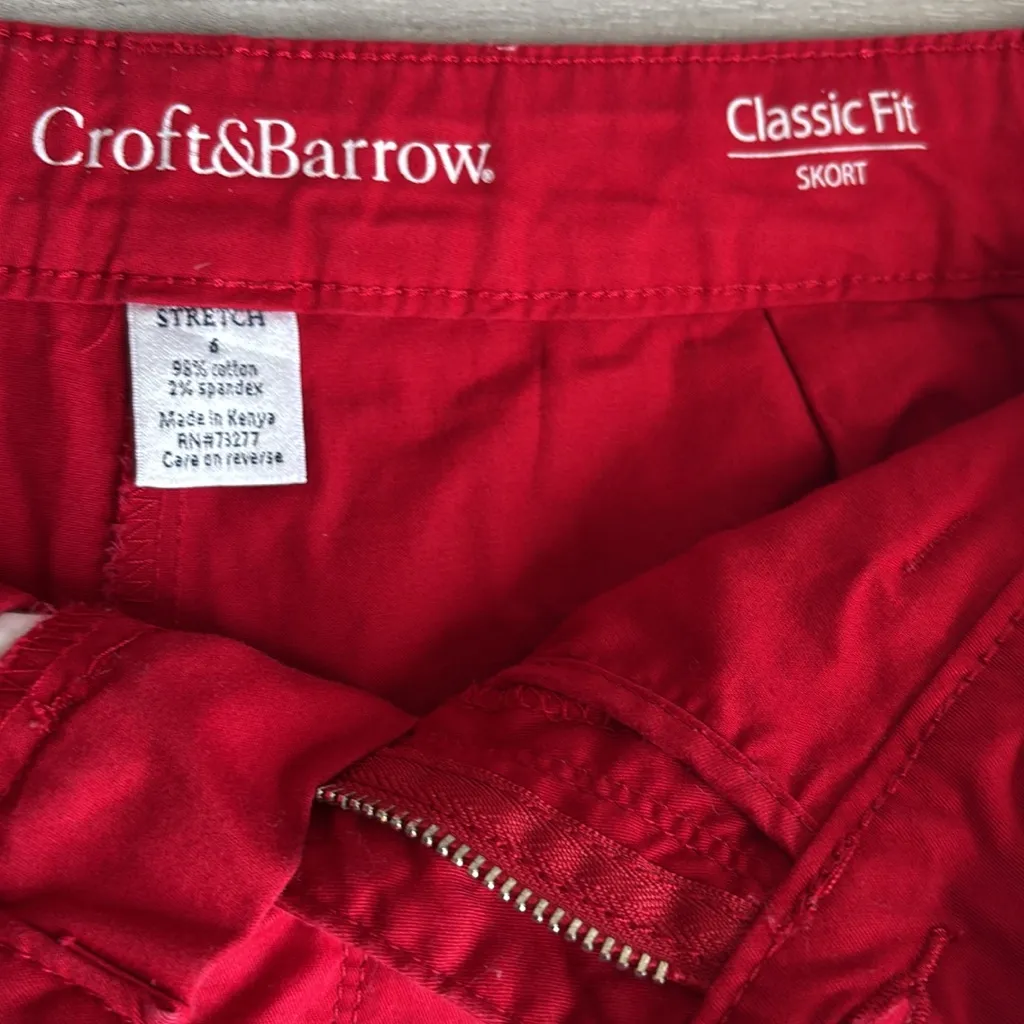 Croft&Barrow®
Classic Fit
SKORT
STRETCH
6
98% cotton
2% spandex
Made in Kenya
RN#73277
Care on reverse